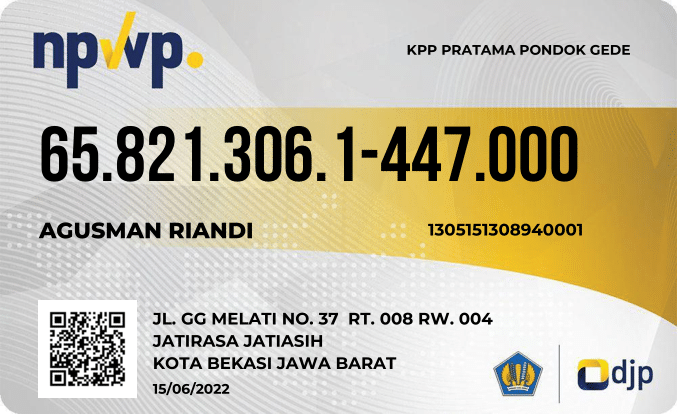 npwp.
KPP PRATAMA PONDOK GEDE
65.821.306.1-447.000
AGUSMAN RIANDI
1305151308940001
JL. GG MELATI NO. 37 RT. 008 RW. 004
JATIRASA JATIASIH
KOTA BEKASI JAWA BARAT
15/06/2022
djp